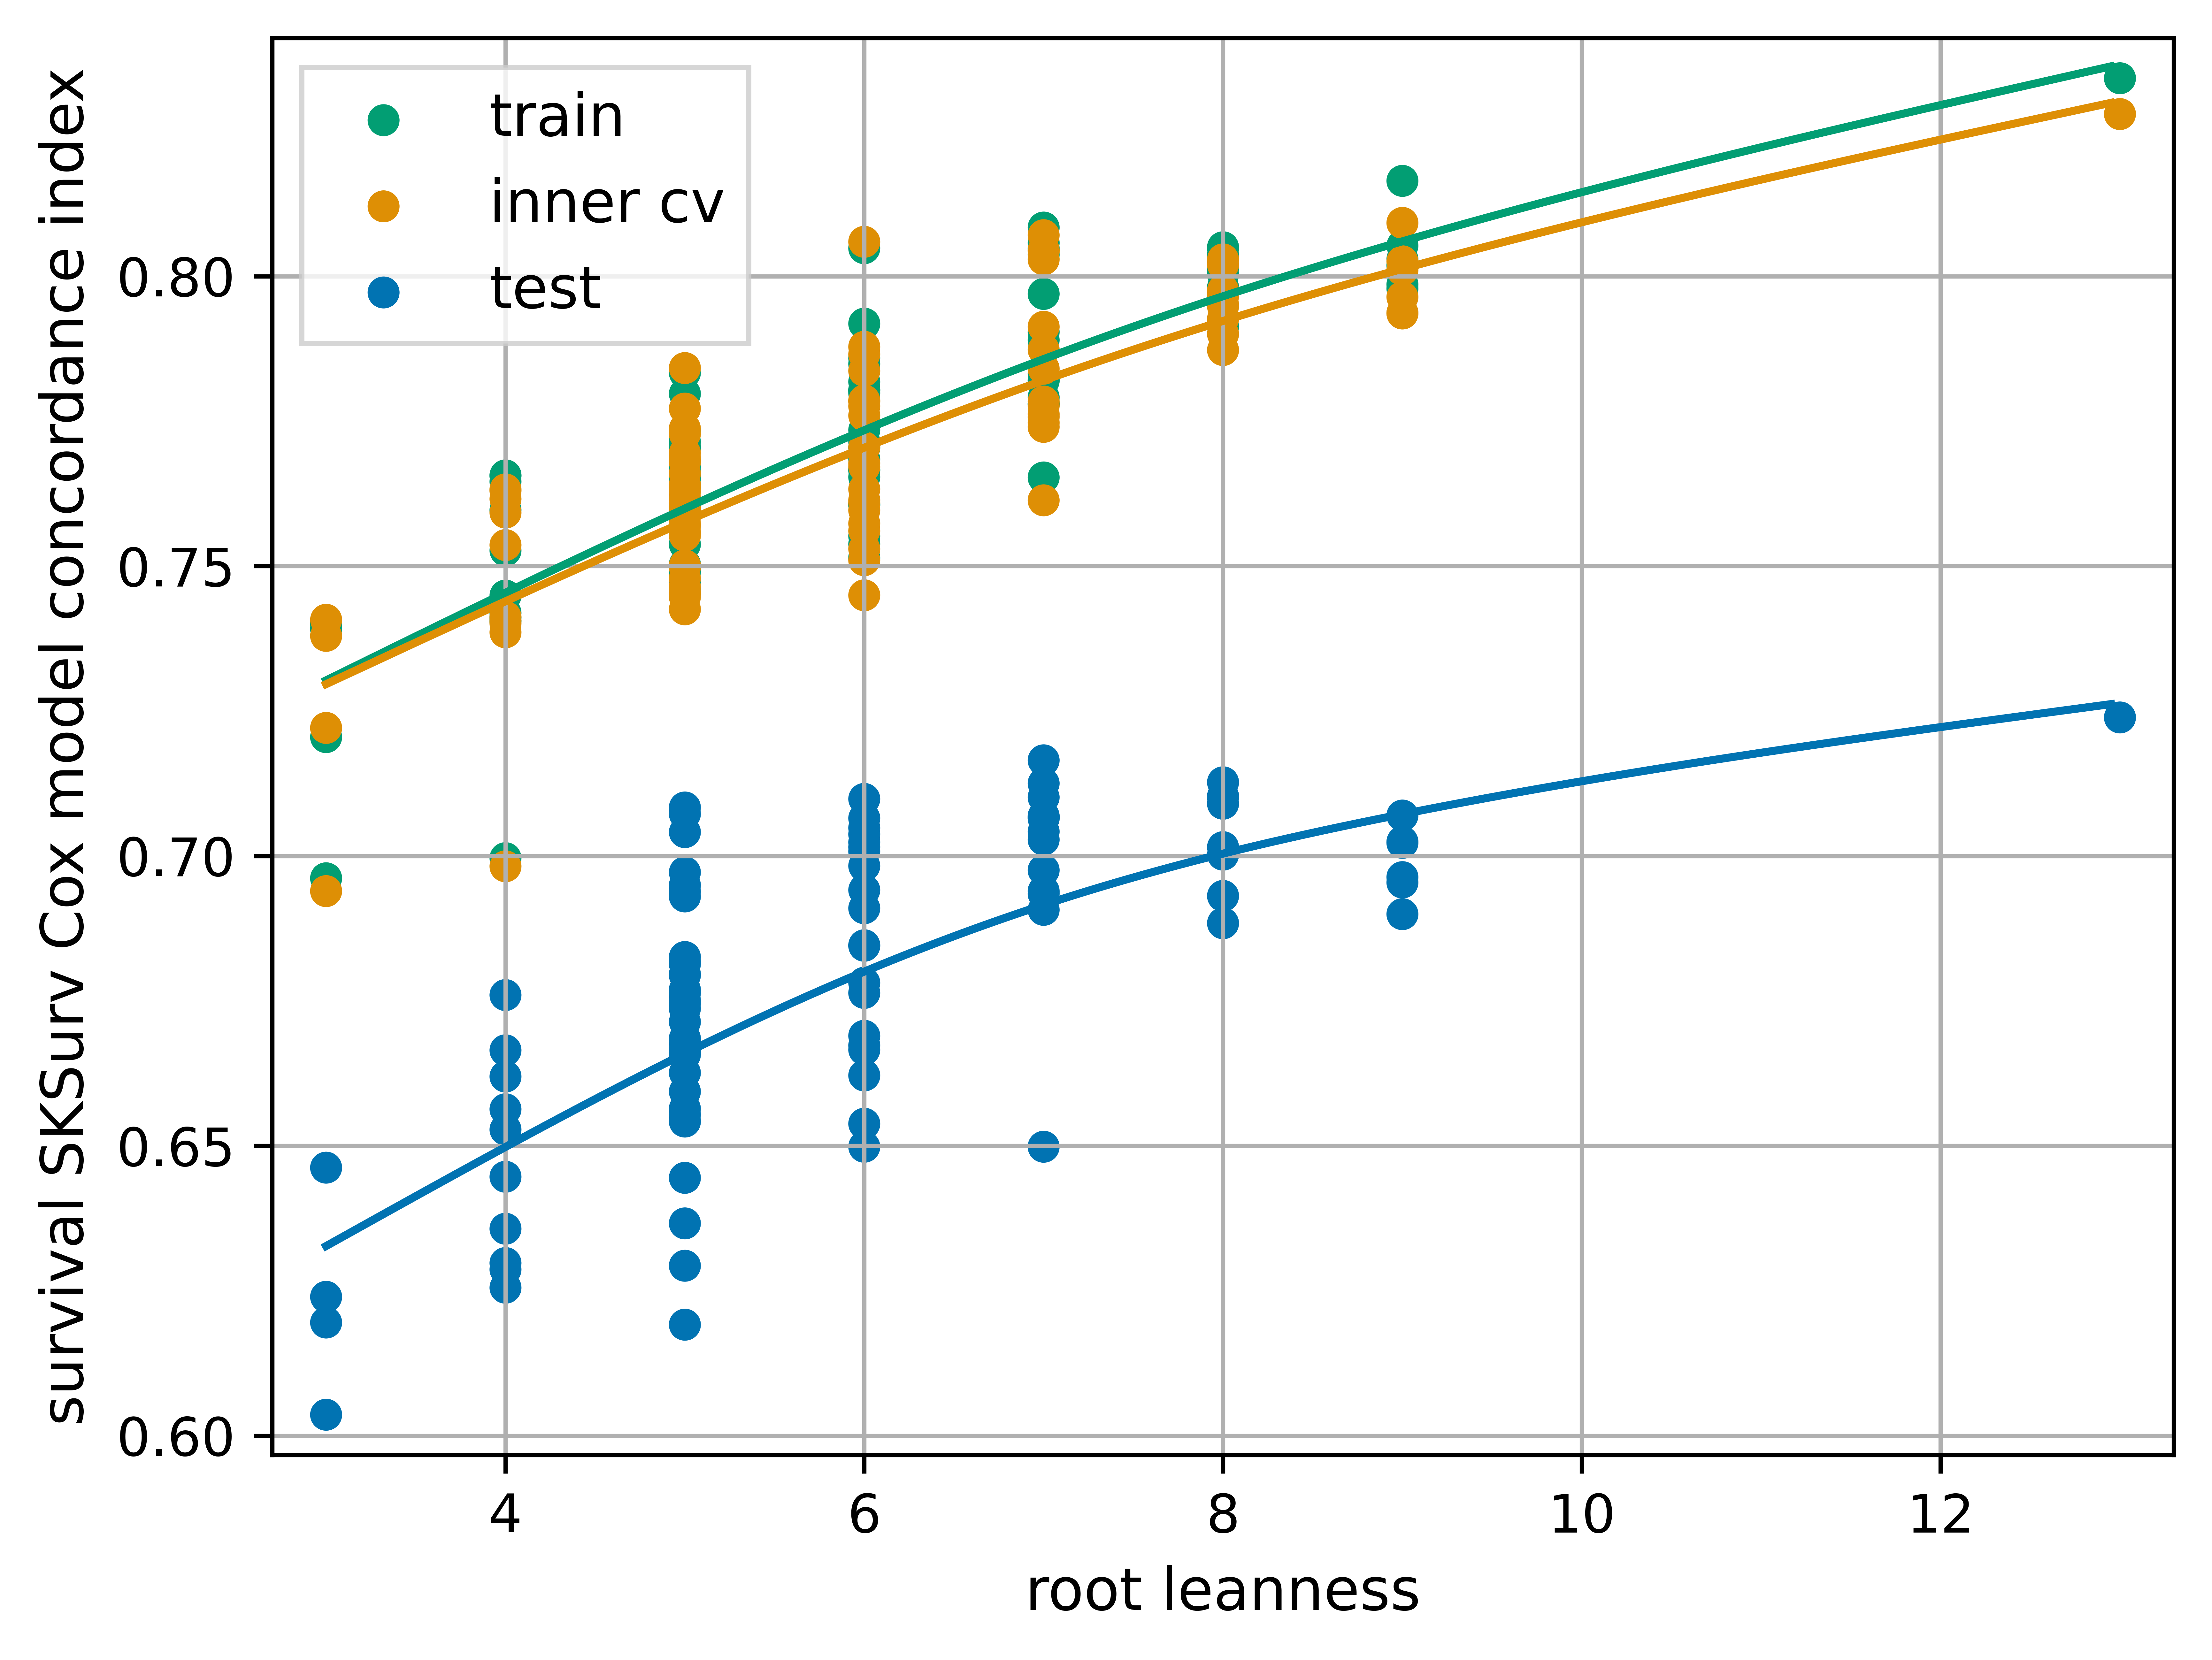 train
inner cv
test
survival SKSurv Cox model concordance index
0.80
0.75
0.70
0.65
0.60
4 6 8 10 12
root leanness